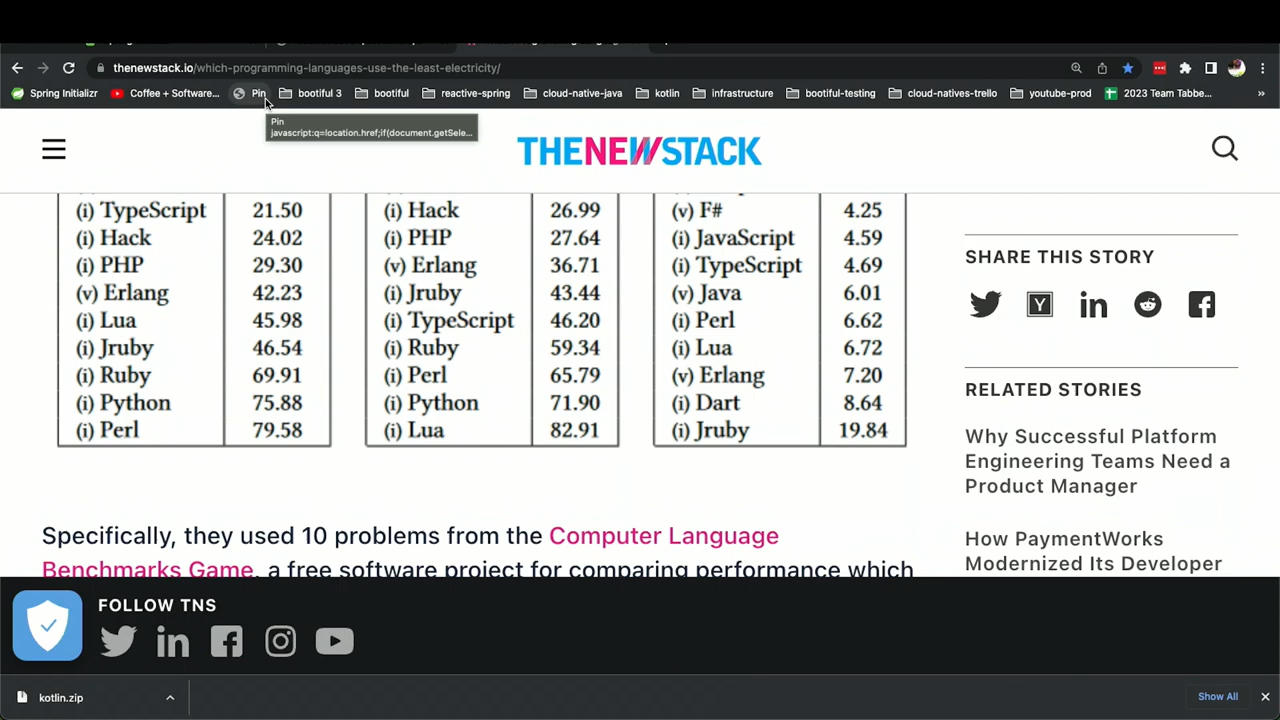 thenewstack.io/which-programming-languages-use-the-least-electricity/
Spring Initializr Coffee + Software... Pin bootiful 3 bootiful reactive-spring cloud-native-java kotlin infrastructure bootiful-testing cloud-natives-trello youtube-prod 2023 Team Tabbe... »
Pin
javascript:q=location.href;if(document.getSele...
THENEWSTACK
(i) TypeScript 21.50
(i) Hack 24.02
(i) PHP 29.30
(v) Erlang 42.23
(i) Lua 45.98
(i) Jruby 46.54
(i) Ruby 69.91
(i) Python 75.88
(i) Perl 79.58
(i) Hack 26.99
(i) PHP 27.64
(v) Erlang 36.71
(i) Jruby 43.44
(i) TypeScript 46.20
(i) Ruby 59.34
(i) Perl 65.79
(i) Python 71.90
(i) Lua 82.91
(v) F# 4.25
(i) JavaScript 4.59
(i) TypeScript 4.69
(v) Java 6.01
(i) Perl 6.62
(i) Lua 6.72
(v) Erlang 7.20
(i) Dart 8.64
(i) Jruby 19.84
SHARE THIS STORY
RELATED STORIES
Why Successful Platform
Engineering Teams Need a
Product Manager
How PaymentWorks
Modernized Its Developer
Specifically, they used 10 problems from the Computer Language
Benchmarks Game, a free software project for comparing performance which
FOLLOW TNS
kotlin.zip
Show All